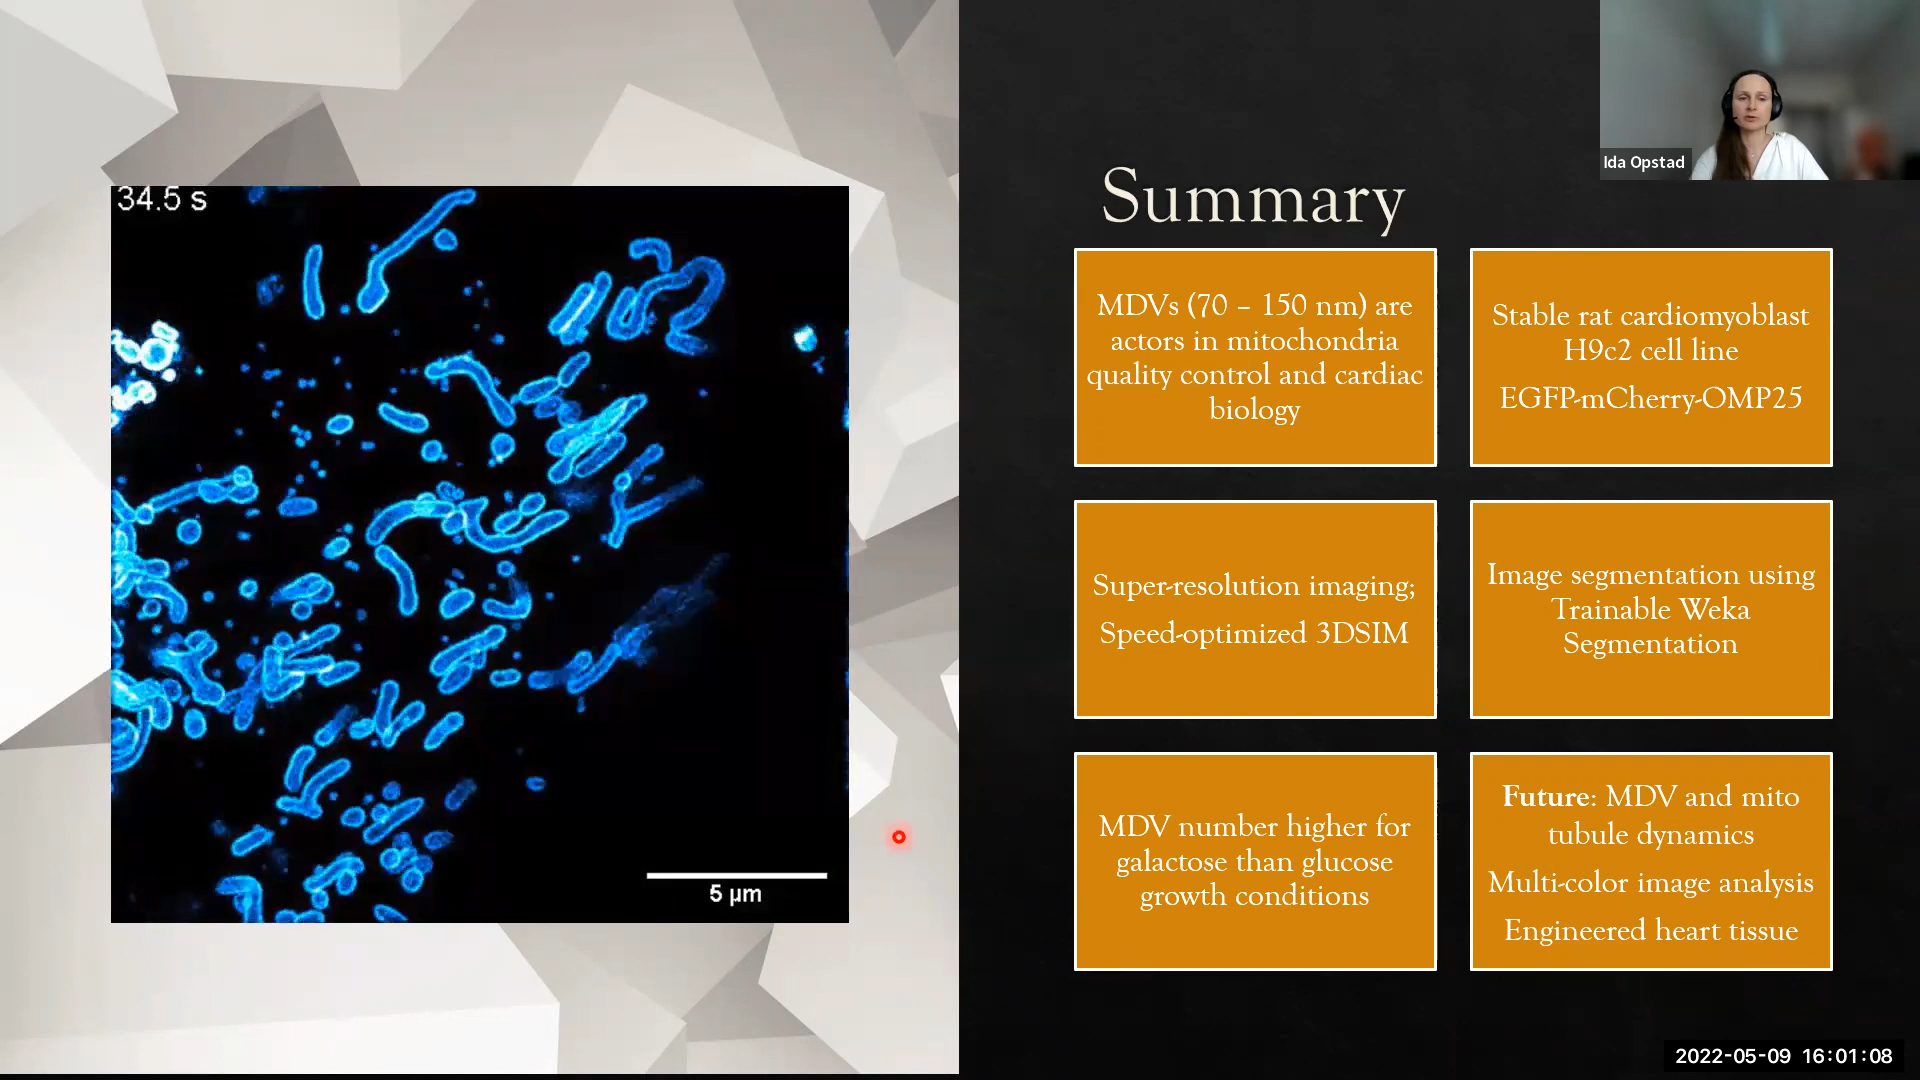 34.5 s
5 μm
Summary
MDVs (70 – 150 nm) are
actors in mitochondria
quality control and cardiac
biology
Stable rat cardiomyoblast
H9c2 cell line
EGFP-mCherry-OMP25
Super-resolution imaging;
Speed-optimized 3DSIM
Image segmentation using
Trainable Weka
Segmentation
MDV number higher for
galactose than glucose
growth conditions
Future: MDV and mito
tubule dynamics
Multi-color image analysis
Engineered heart tissue
Ida Opstad
2022-05-09 16:01:08